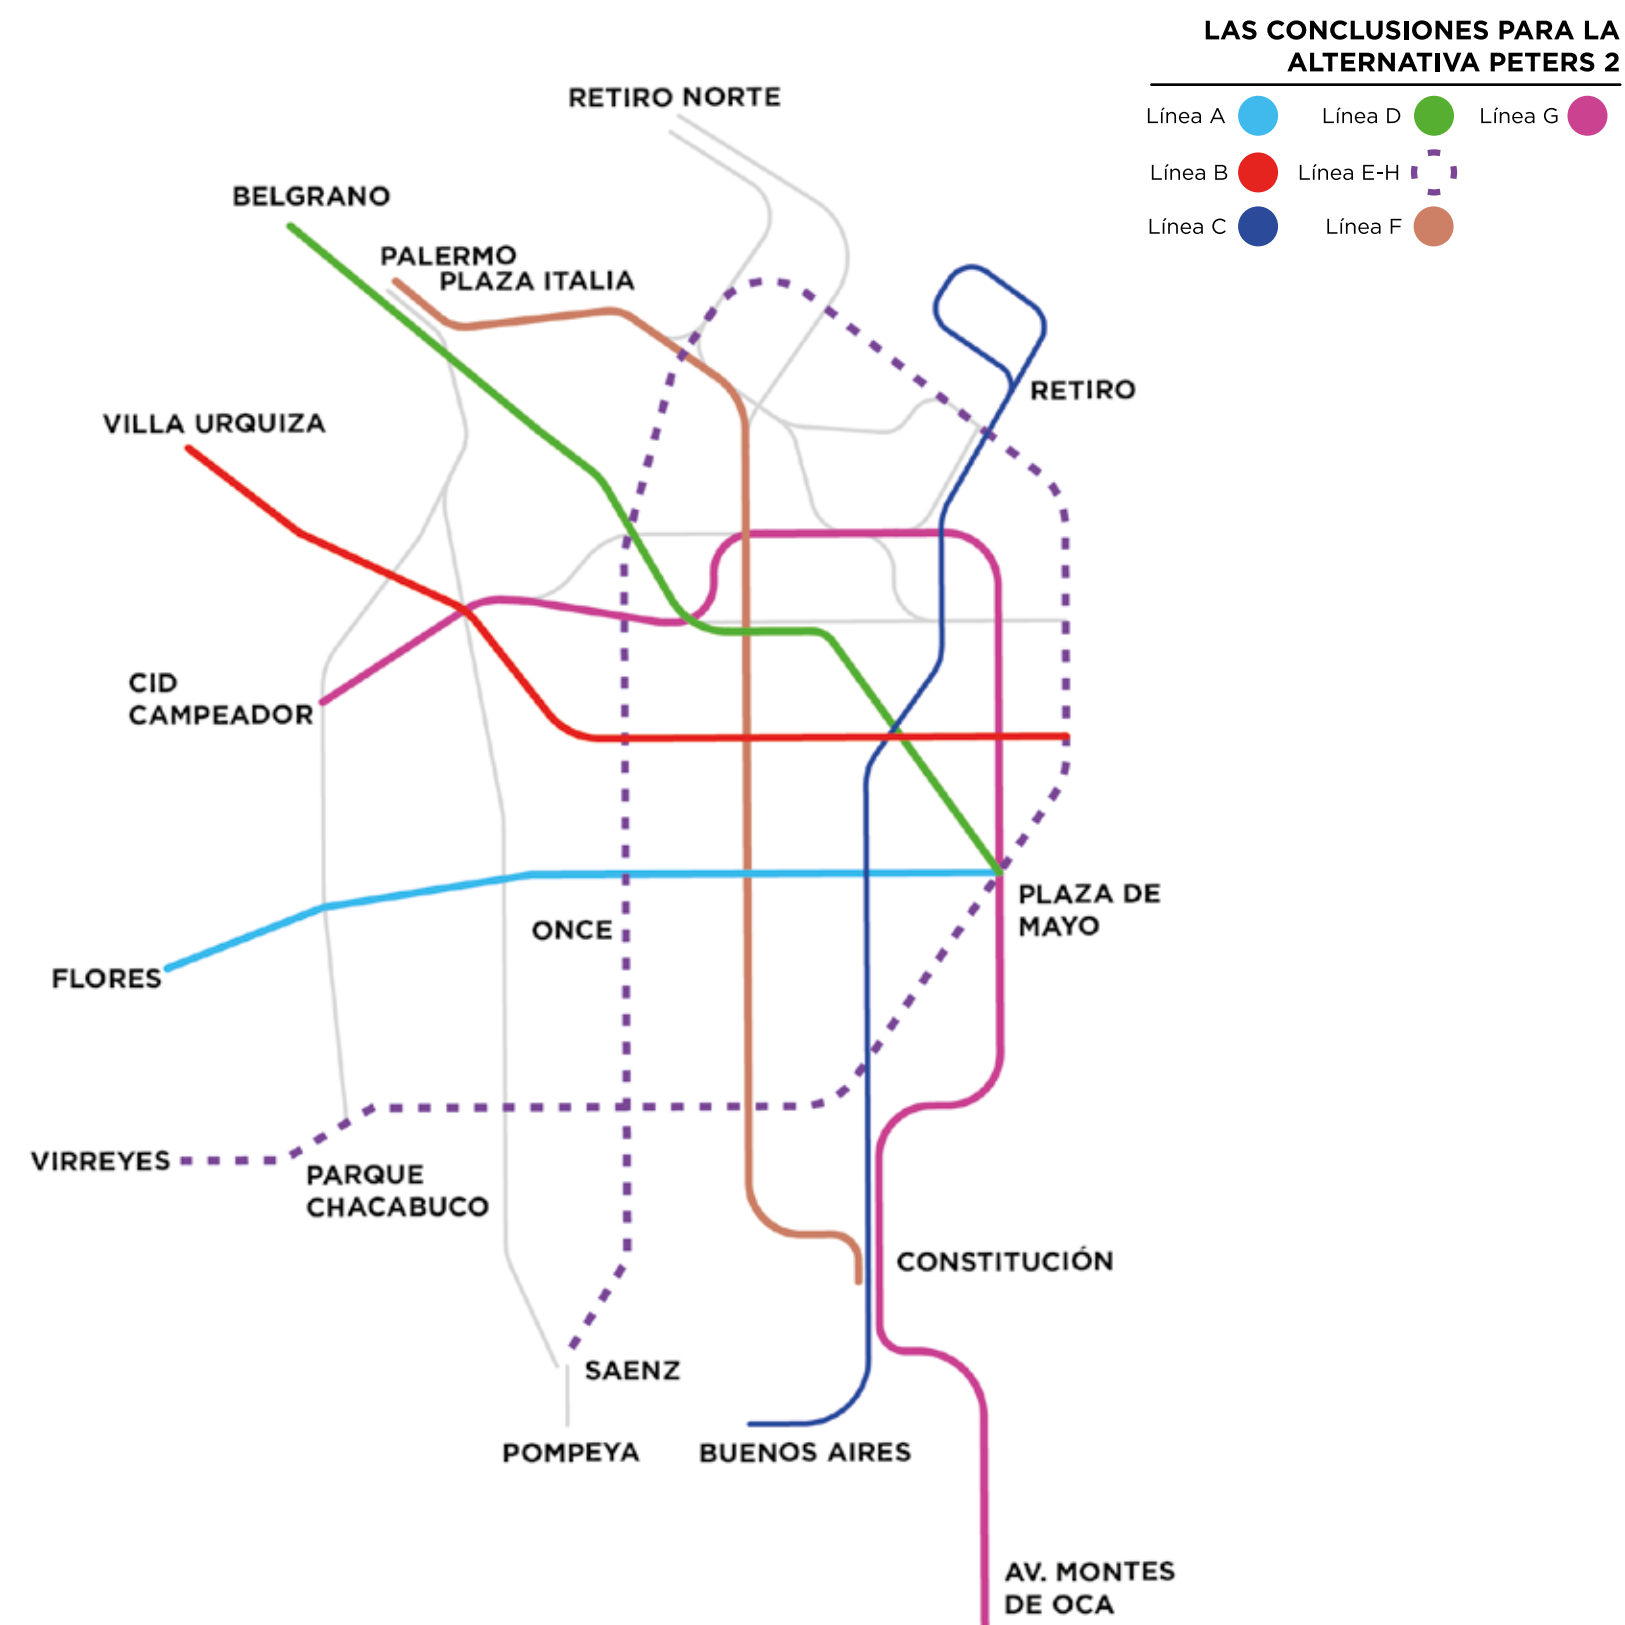 LAS CONCLUSIONES PARA LA
ALTERNATIVA PETERS 2
Línea A
Línea D
Línea G
Línea B
Línea E-H
Línea C
Línea F
RETIRO NORTE
BELGRANO
PALERMO
PLAZA ITALIA
RETIRO
VILLA URQUIZA
CID
CAMPEADOR
PLAZA DE
MAYO
ONCE
FLORES
VIRREYES
PARQUE
CHACABUCO
CONSTITUCIÓN
SAENZ
POMPEYA
BUENOS AIRES
AV. MONTES
DE OCA